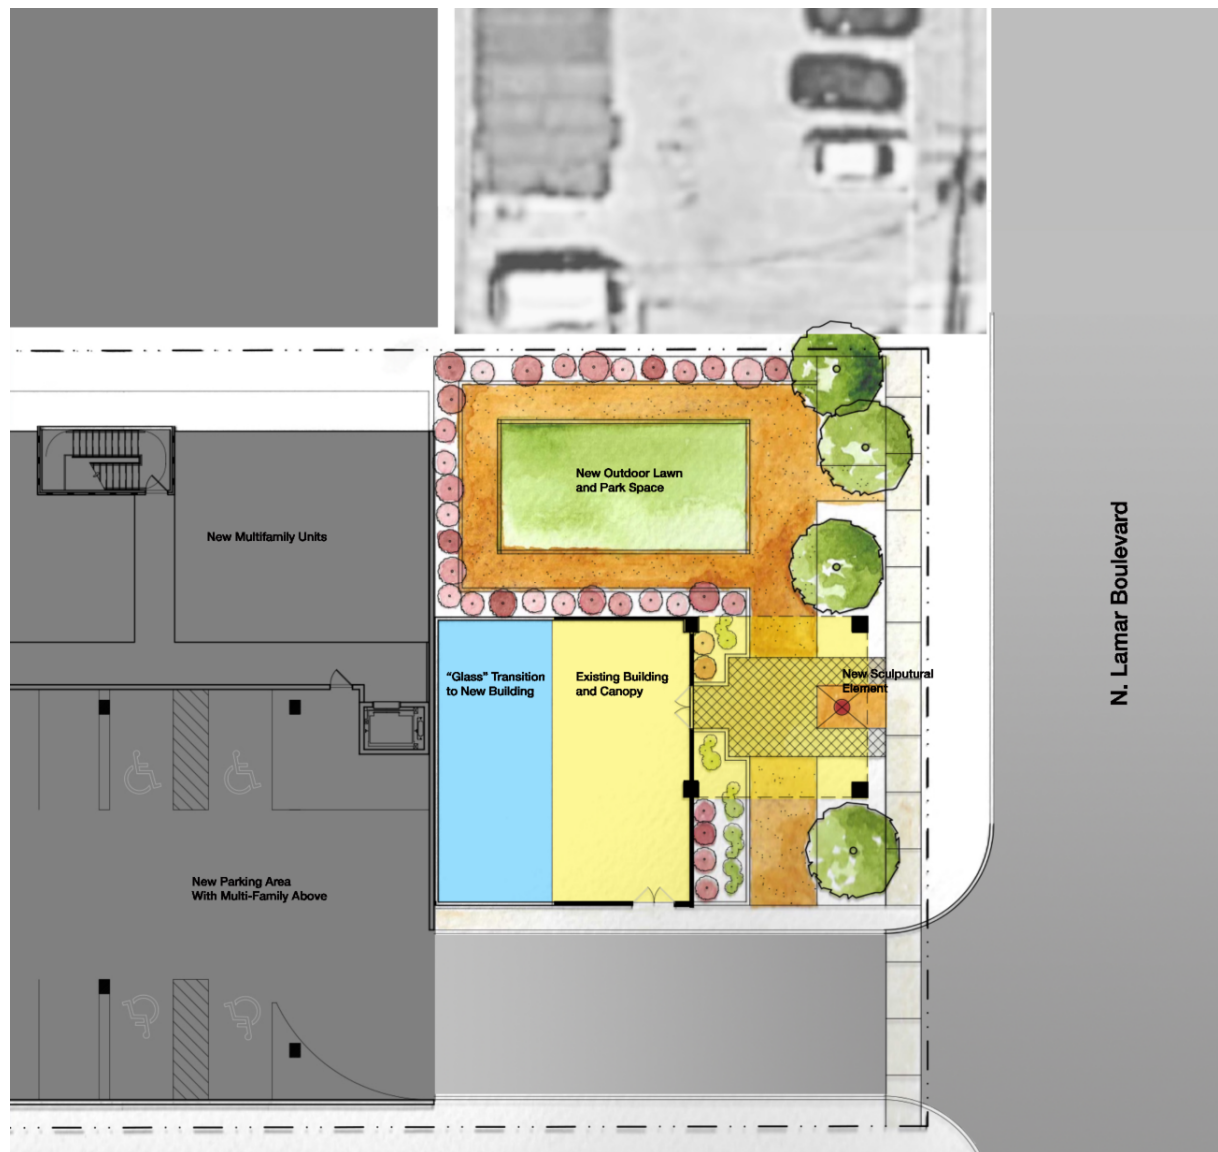 New Outdoor Lawn
and Park Space
New Multifamily Units
N. Lamar Boulevard
“Glass” Transition
to New Building
Existing Building
and Canopy
New Sculputural
Element
New Parking Area
With Multi-Family Above